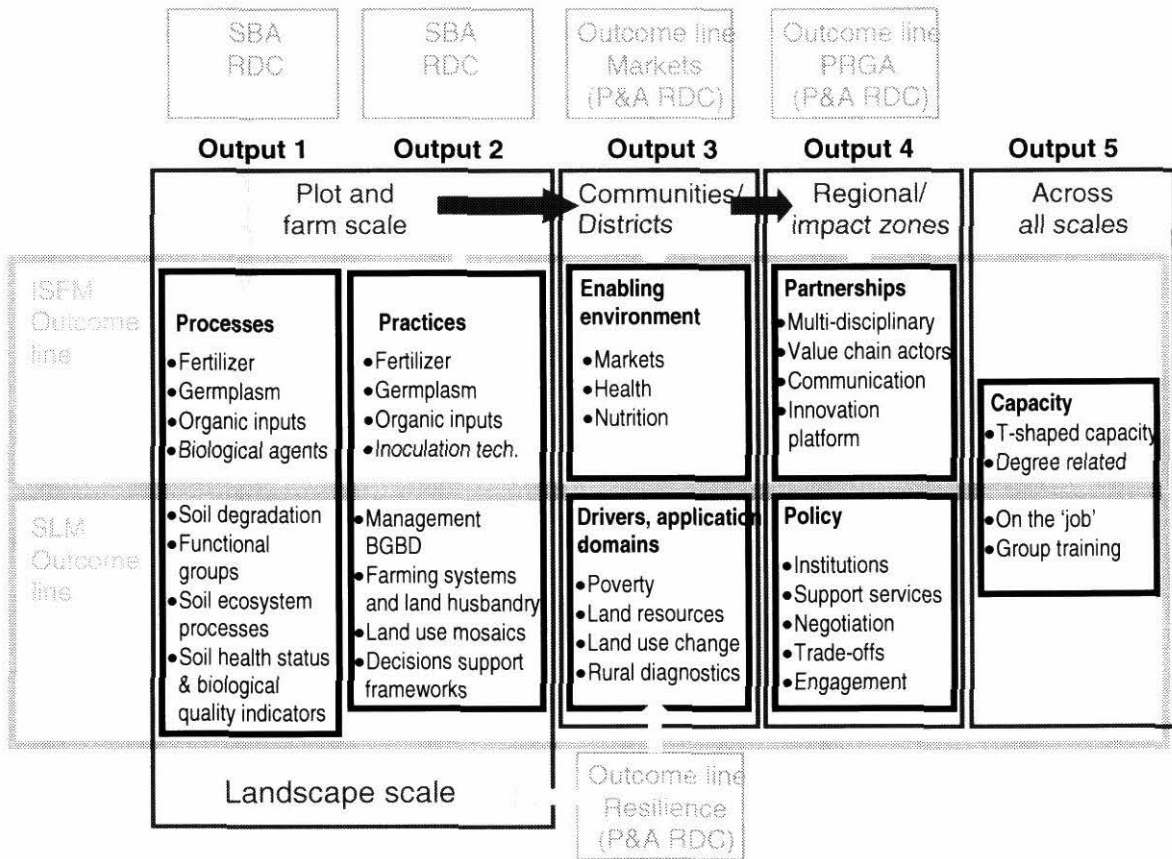 SBA
RDC
SBA
RDC
Outcome line
Markets
(P&A RDC)
Outcome line
PRGA
(P&A RDC)
Output 1
Output 2
Output 3
Output 4
Output 5
Plot and
farm scale
Communities/
Districts
Regional/
impact zones
Across
all scales
ISFM
Outcome
line
Processes
•Fertilizer
•Germplasm
•Organic inputs
•Biological agents
Practices
•Fertilizer
•Germplasm
•Organic inputs
•Inoculation tech.
Enabling
environment
•Markets
•Health
•Nutrition
Partnerships
•Multi-disciplinary
•Value chain actors
•Communication
•Innovation
platform
Capacity
•T-shaped capacity
•Degree related
•On the ‘job’
•Group training
SLM
Outcome
line
•Soil degradation
•Functional
groups
•Soil ecosystem
processes
•Soil health status
& biological
quality indicators
•Management
BGBD
•Farming systems
and land husbandry
•Land use mosaics
•Decisions support
frameworks
Drivers, application
domains
•Poverty
•Land resources
•Land use change
•Rural diagnostics
Policy
•Institutions
•Support services
•Negotiation
•Trade-offs
•Engagement
Landscape scale
Outcome line
Resilience
(P&A RDC)